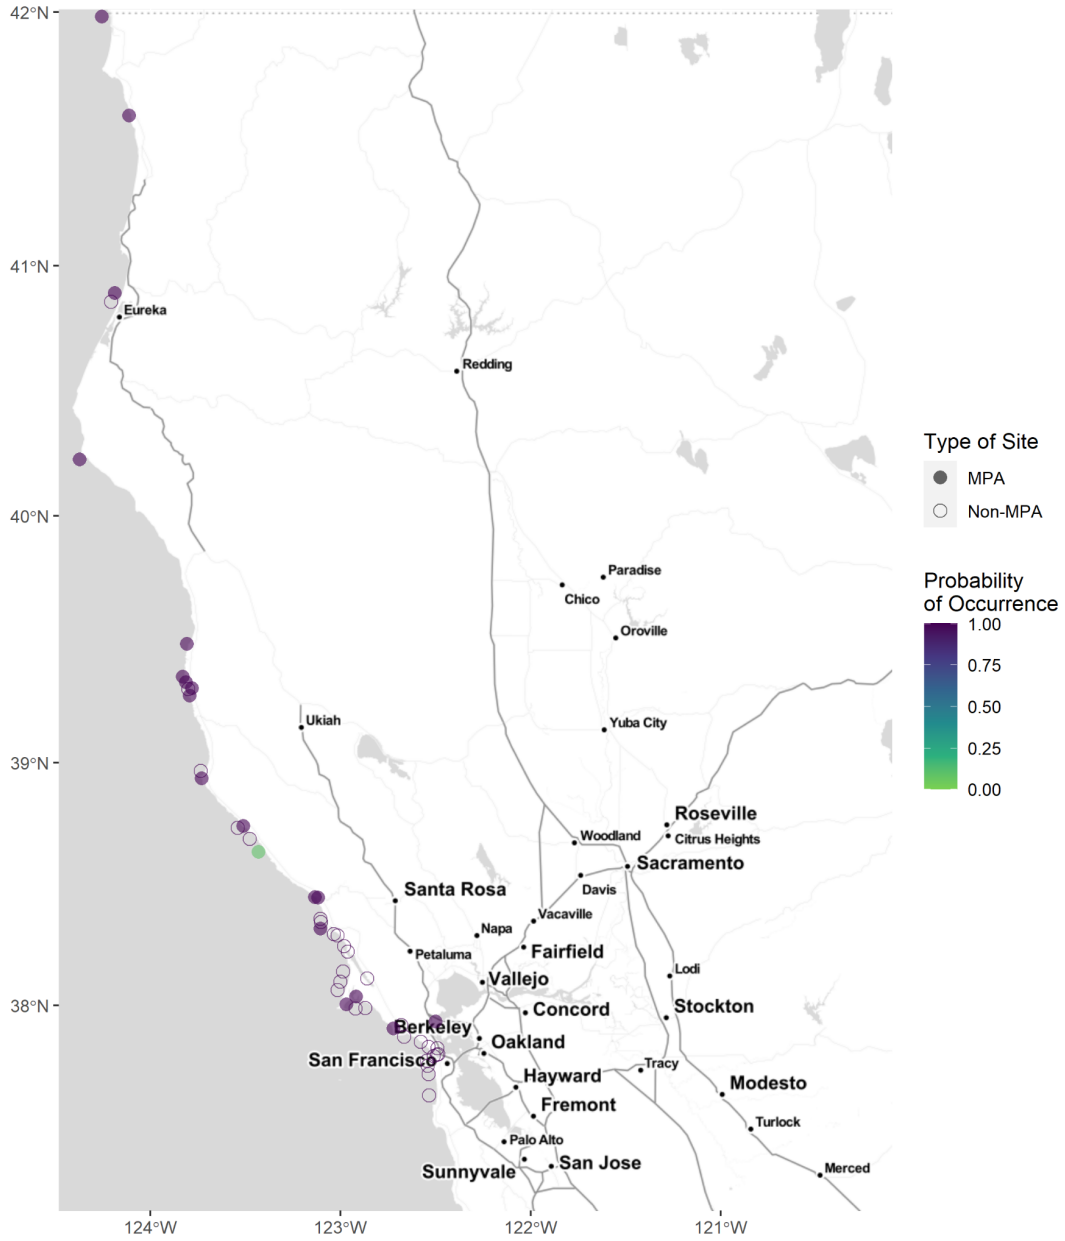 42°N
41°N
40°N
39°N
38°N
124°W
123°W
122°W
121°W
Eureka
Redding
Paradise
Chico
Oroville
Ukiah
Yuba City
Roseville
Woodland
Citrus Heights
Sacramento
Davis
Santa Rosa
Vacaville
Napa
Fairfield
Petaluma
Lodi
Vallejo
Stockton
Concord
Berkeley
Oakland
San Francisco
Tracy
Hayward
Modesto
Fremont
Turlock
Palo Alto
San Jose
Sunnyvale
Merced
Type of Site
MPA
Non-MPA
Probability
of Occurrence
1.00
0.75
0.50
0.25
0.00